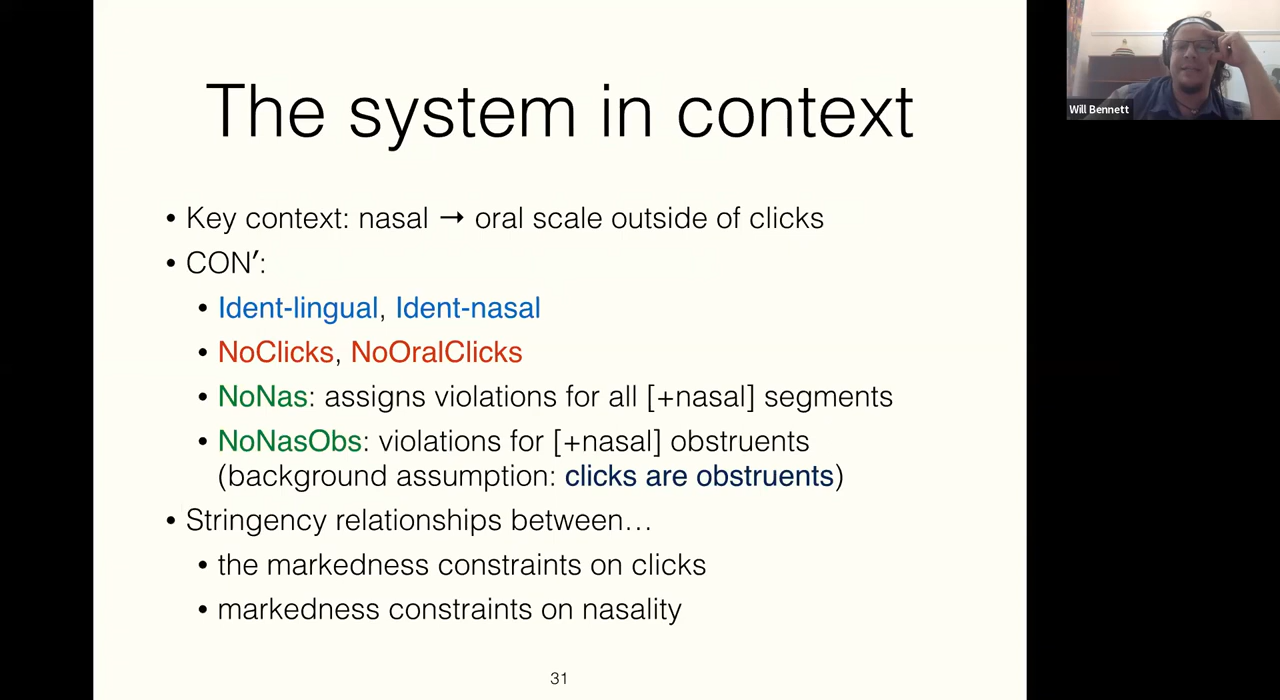 The system in context
• Key context: nasal → oral scale outside of clicks
• CON′:
• Ident-lingual, Ident-nasal
• NoClicks, NoOralClicks
• NoNas: assigns violations for all [+nasal] segments
• NoNasObs: violations for [+nasal] obstruents
(background assumption: clicks are obstruents)
• Stringency relationships between…
• the markedness constraints on clicks
• markedness constraints on nasality
31
Will Bennett